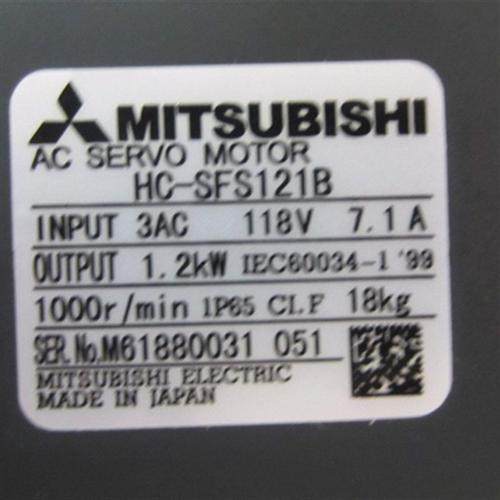 MITSUBISHI
AC SERVO MOTOR
HC-SFS121B
INPUT 3AC 118V 7.1A
OUTPUT 1.2kW IEC60034-1 '99
1000r/min IP65 CI.F 18kg
SER.No.M61880031 051
MITSUBISHI ELECTRIC
MADE IN JAPAN